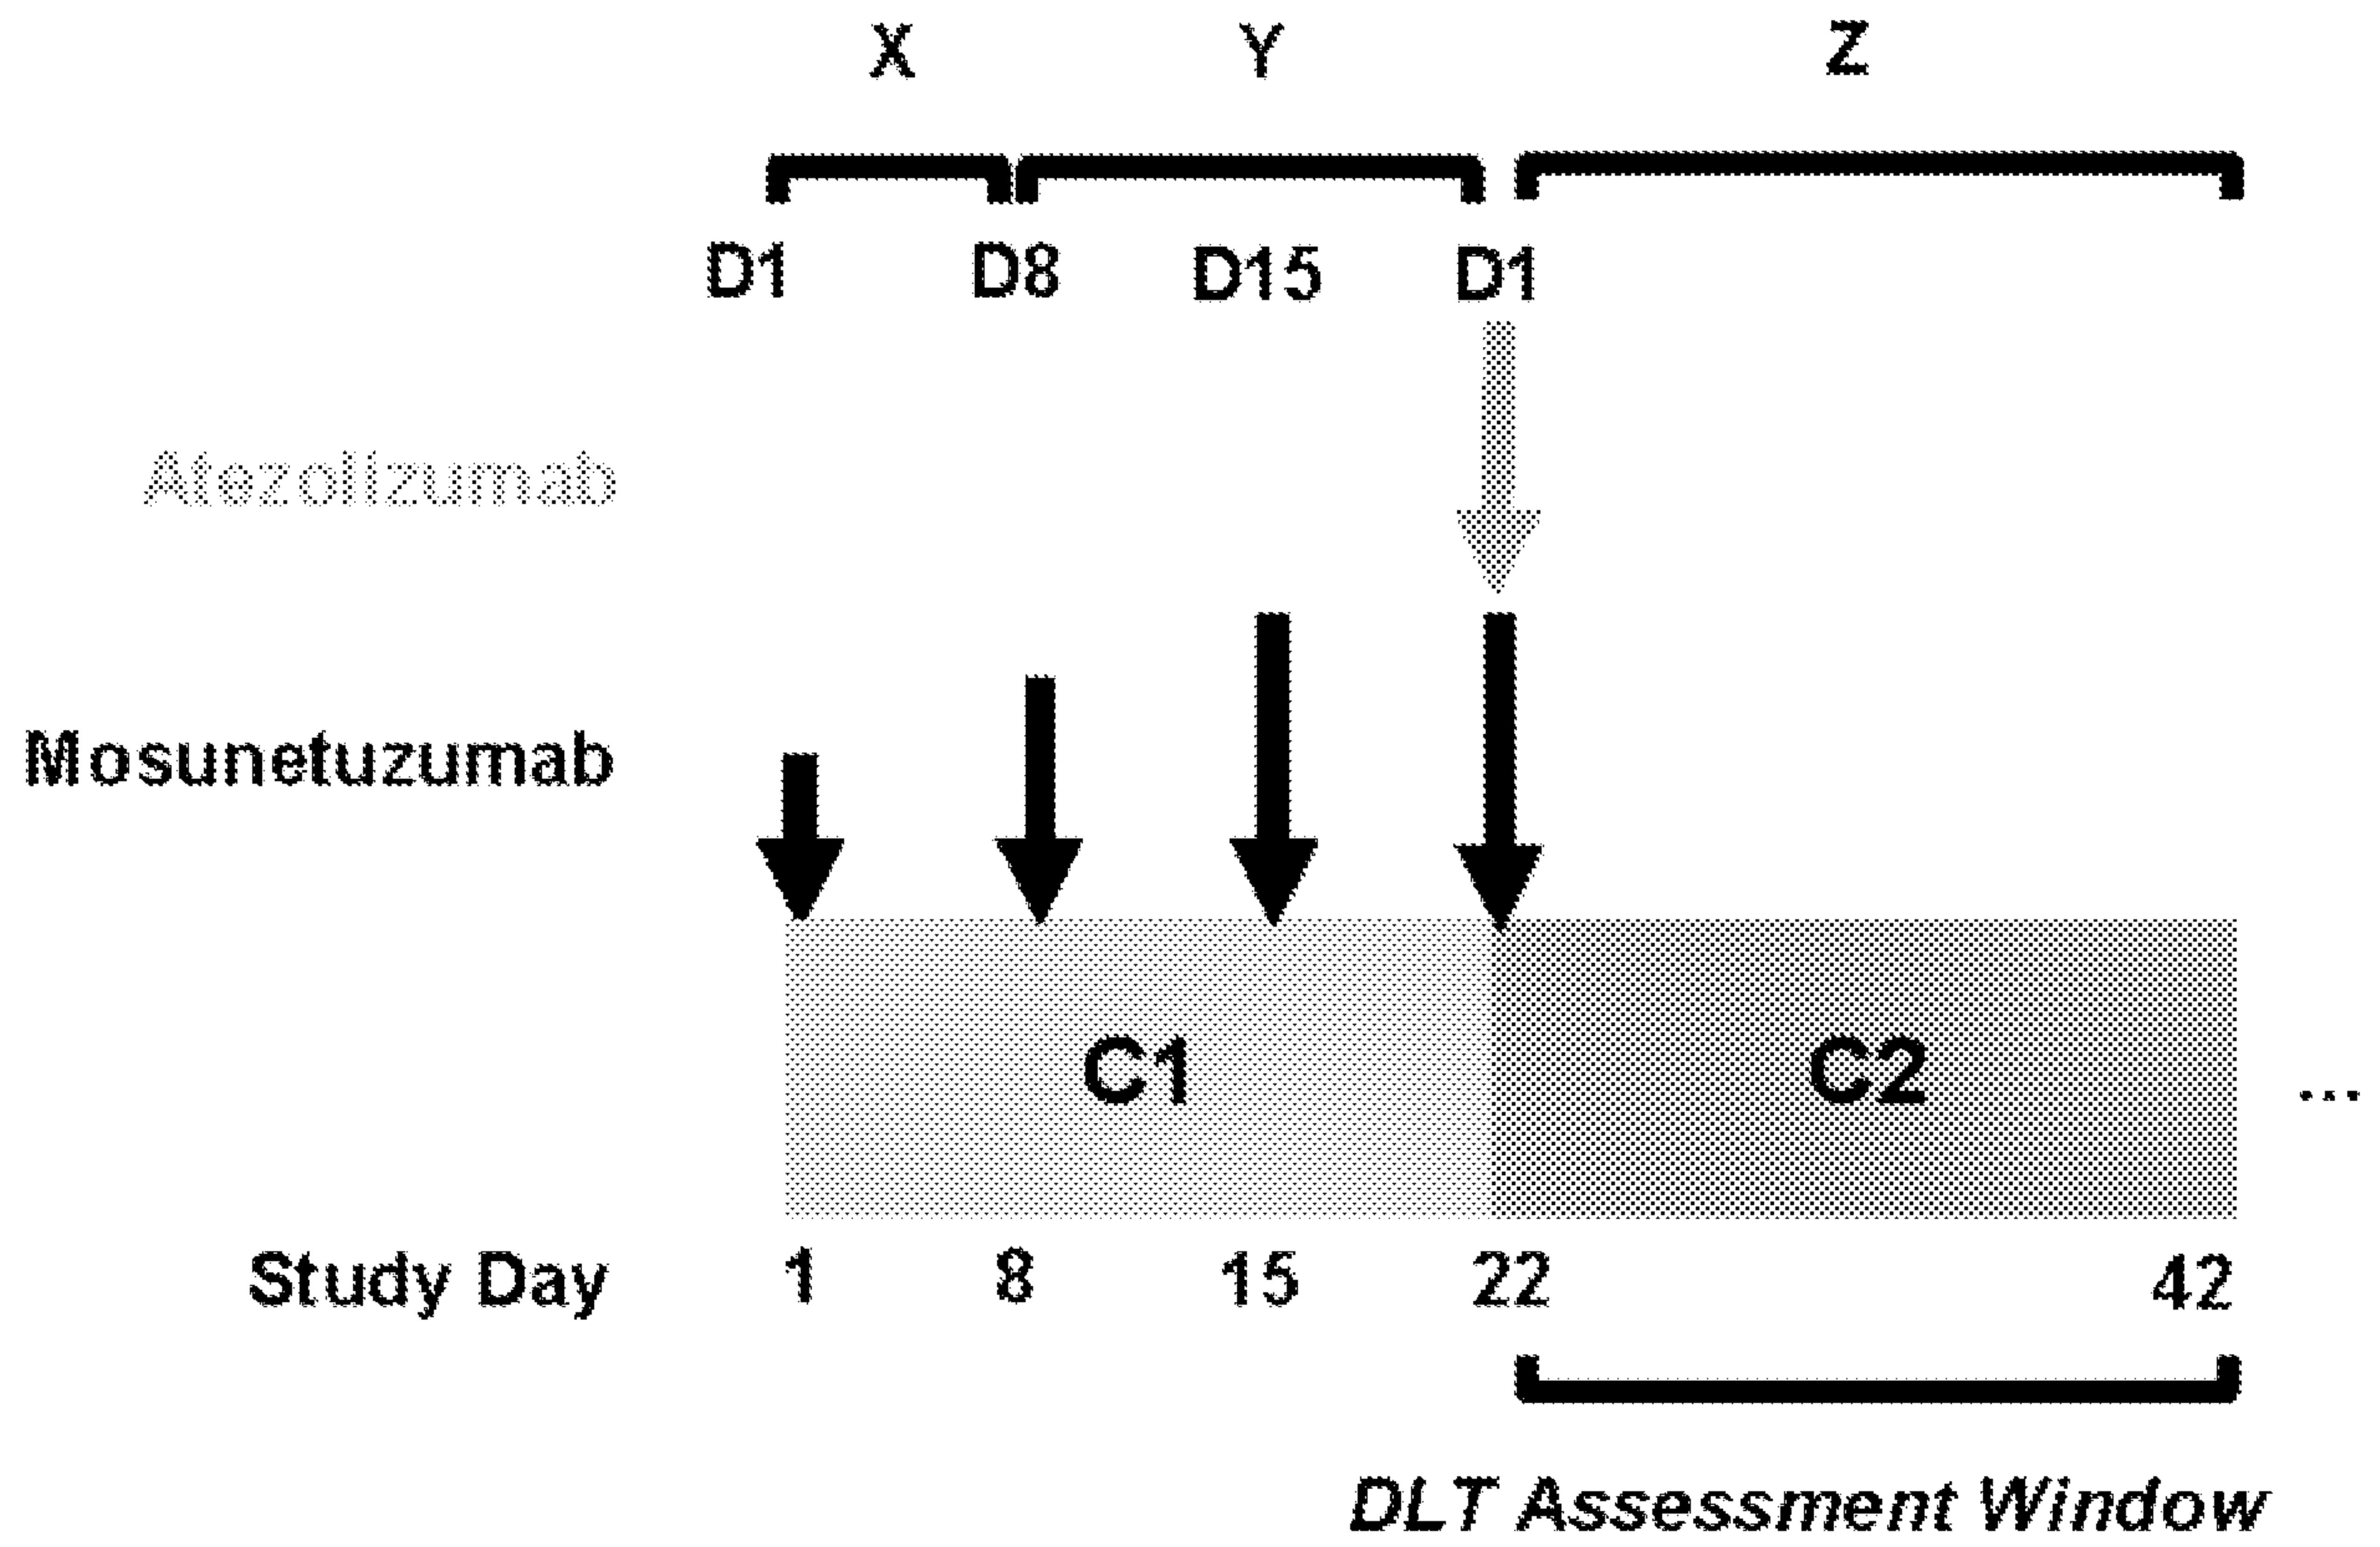 X Y Z
D1 D8 D15 D1
Atezolizumab
Mosunetuzumab
C1 C2 ...
Study Day 1 8 15 22 42
DLT Assessment Window